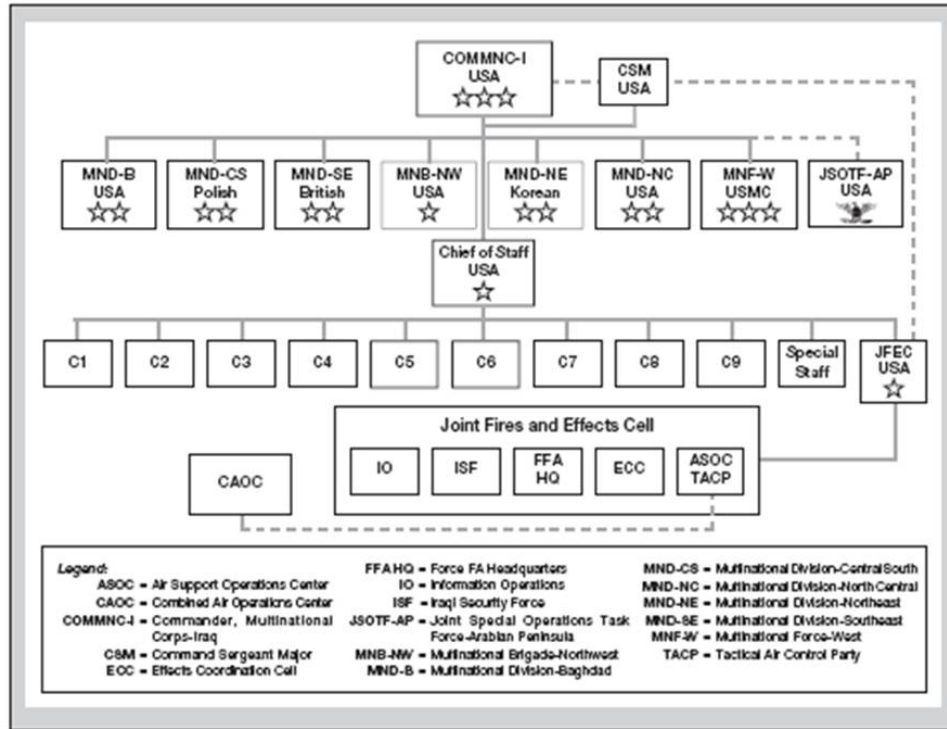 COMMNC-I
USA
CSM
USA
MND-B
USA
MND-CS
Polish
MND-SE
British
MNB-NW
USA
MND-NE
Korean
MND-NC
USA
MNF-W
USMC
JSOTF-AP
USA
Chief of Staff
USA
C1
C2
C3
C4
C5
C6
C7
C8
C9
Special
Staff
JFEC
USA
Joint Fires and Effects Cell
IO
ISF
FFA
HQ
ECC
ASOC
TACP
CAOC
Legend:
ASOC = Air Support Operations Center
CAOC = Combined Air Operations Center
COMMNC-I = Commander, Multinational
Corps-Iraq
CSM = Command Sergeant Major
ECC = Effects Coordination Cell
FFA HQ = Force FA Headquarters
IO = Information Operations
ISF = Iraqi Security Force
JSOTF-AP = Joint Special Operations Task
Force-Arabian Peninsula
MNB-NW = Multinational Brigade-Northwest
MND-B = Multinational Division-Baghdad
MND-CS = Multinational Division-Central South
MND-NC = Multinational Division-North Central
MND-NE = Multinational Division-Northeast
MND-SE = Multinational Division-Southeast
MNF-W = Multinational Force-West
TACP = Tactical Air Control Party